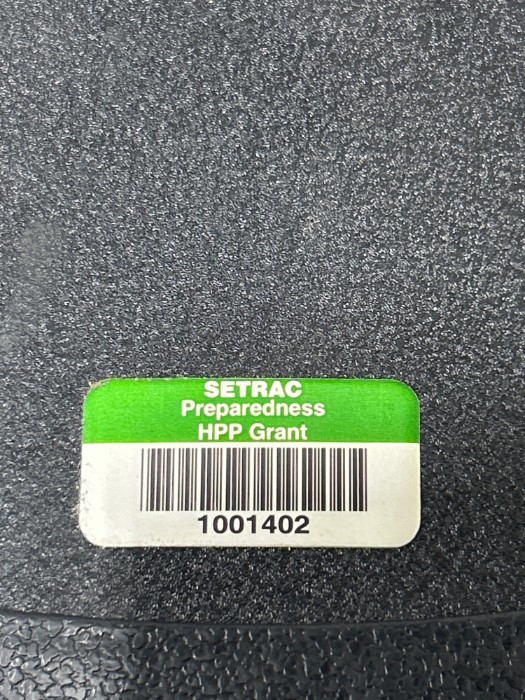 SETRAC
Preparedness
HPP Grant
1001402